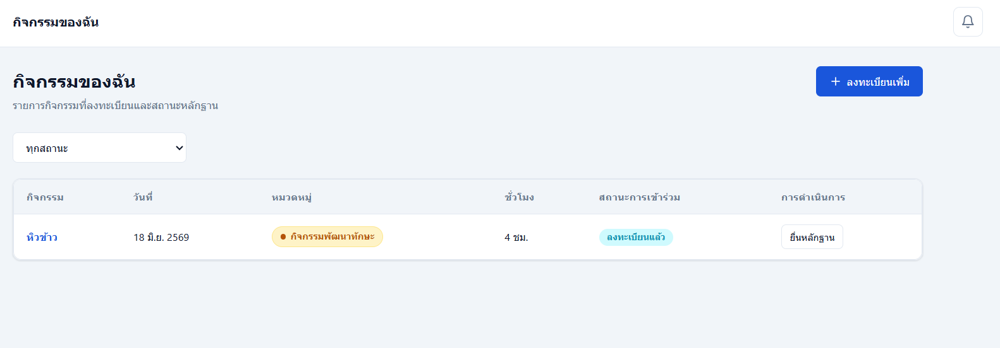 กิจกรรมของฉัน
กิจกรรมของฉัน
ลงทะเบียนเพิ่ม
รายการกิจกรรมที่ลงทะเบียนและสถานะหลักฐาน
ทุกสถานะ
กิจกรรม วันที่ หมวดหมู่ ชั่วโมง สถานะการเข้าร่วม การดำเนินการ
หิวข้าว 18 มิ.ย. 2569 กิจกรรมพัฒนาทักษะ 4 ชม. ลงทะเบียนแล้ว ยื่นหลักฐาน